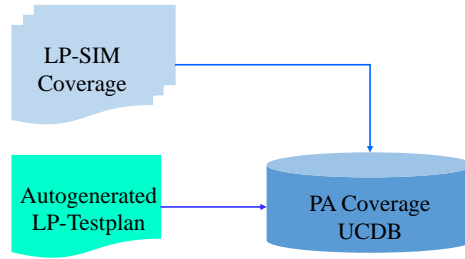 LP-SIM
Coverage
Autogenerated
LP-Testplan
PA Coverage
UCDB